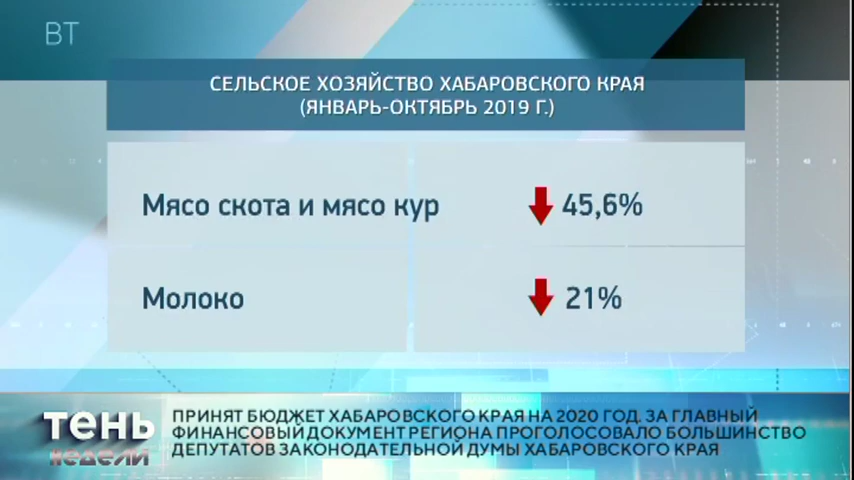 ВТ
СЕЛЬСКОЕ ХОЗЯЙСТВО ХАБАРОВСКОГО КРАЯ
(ЯНВАРЬ-ОКТЯБРЬ 2019 Г.)
Мясо скота и мясо кур 45,6%
Молоко 21%
тень
недели
ПРИНЯТ БЮДЖЕТ ХАБАРОВСКОГО КРАЯ НА 2020 ГОД. ЗА ГЛАВНЫЙ
ФИНАНСОВЫЙ ДОКУМЕНТ РЕГИОНА ПРОГОЛОСОВАЛО БОЛЬШИНСТВО
ДЕПУТАТОВ ЗАКОНОДАТЕЛЬНОЙ ДУМЫ ХАБАРОВСКОГО КРАЯ